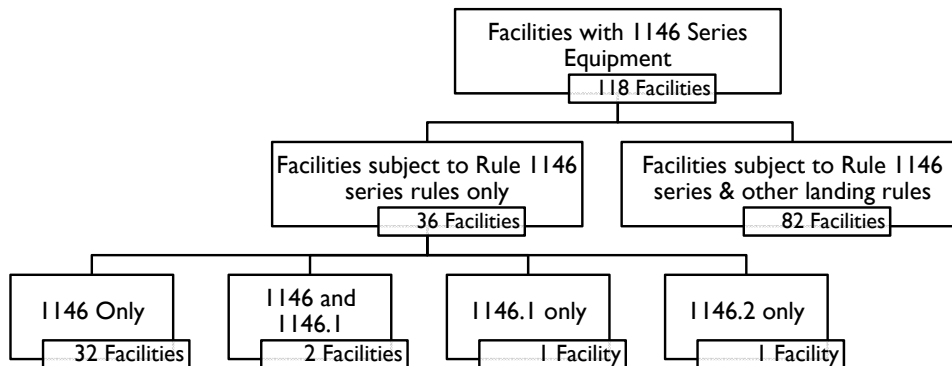 Facilities with 1146 Series
Equipment
118 Facilities
Facilities subject to Rule 1146
series rules only
36 Facilities
Facilities subject to Rule 1146
series & other landing rules
82 Facilities
1146 Only
32 Facilities
1146 and
1146.1
2 Facilities
1146.1 only
1 Facility
1146.2 only
1 Facility